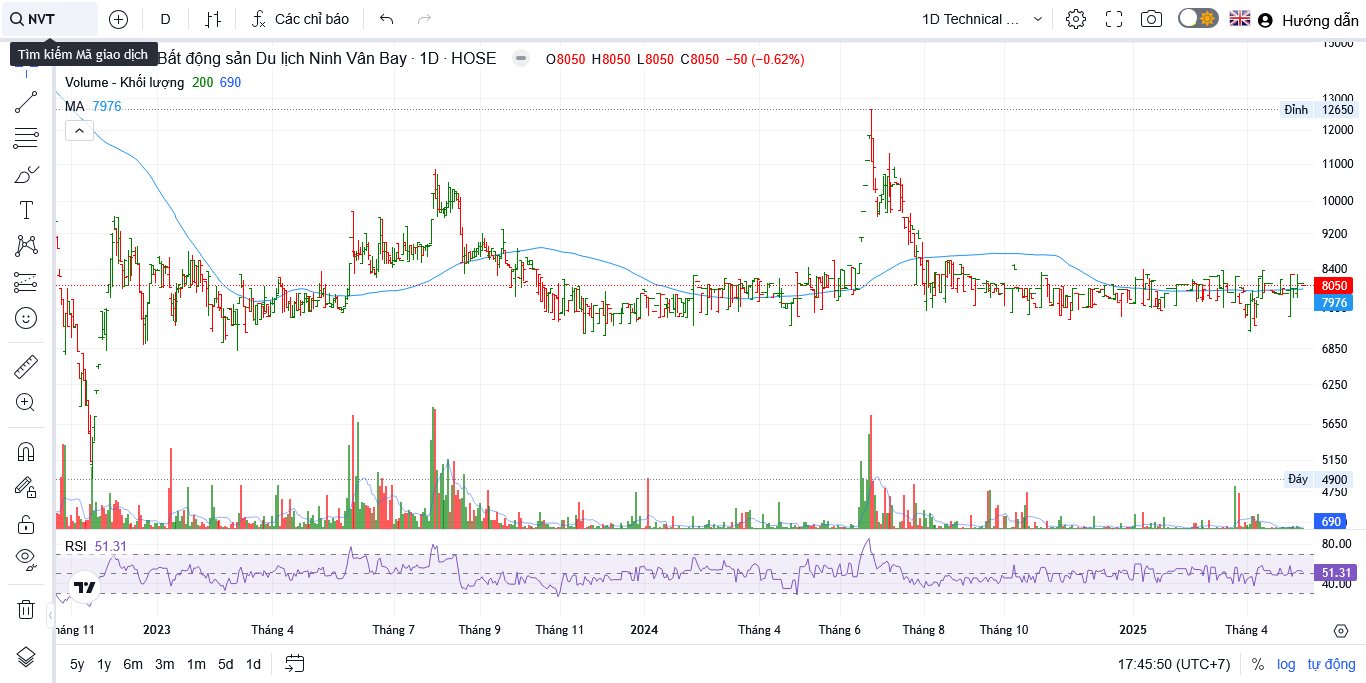 NVT
D
Các chỉ báo
1D Technical ...
Hướng dẫn
Tìm kiếm Mã giao dịch
Bất động sản Du lịch Ninh Vân Bay · 1D · HOSE
O8050 H8050 L8050 C8050 −50 (−0.62%)
Volume - Khối lượng 200 690
MA 7976
15000
13000
Đỉnh 12650
12000
11000
10000
9200
8400
8050
7976
6850
6250
5650
5150
Đáy 4900
4750
690
RSI 51.31
80.00
51.31
40.00
háng 11 2023 Tháng 4 Tháng 7 Tháng 9 Tháng 11 2024 Tháng 4 Tháng 6 Tháng 8 Tháng 10 2025 Tháng 4
5y 1y 6m 3m 1m 5d 1d
17:45:50 (UTC+7) % log tự động